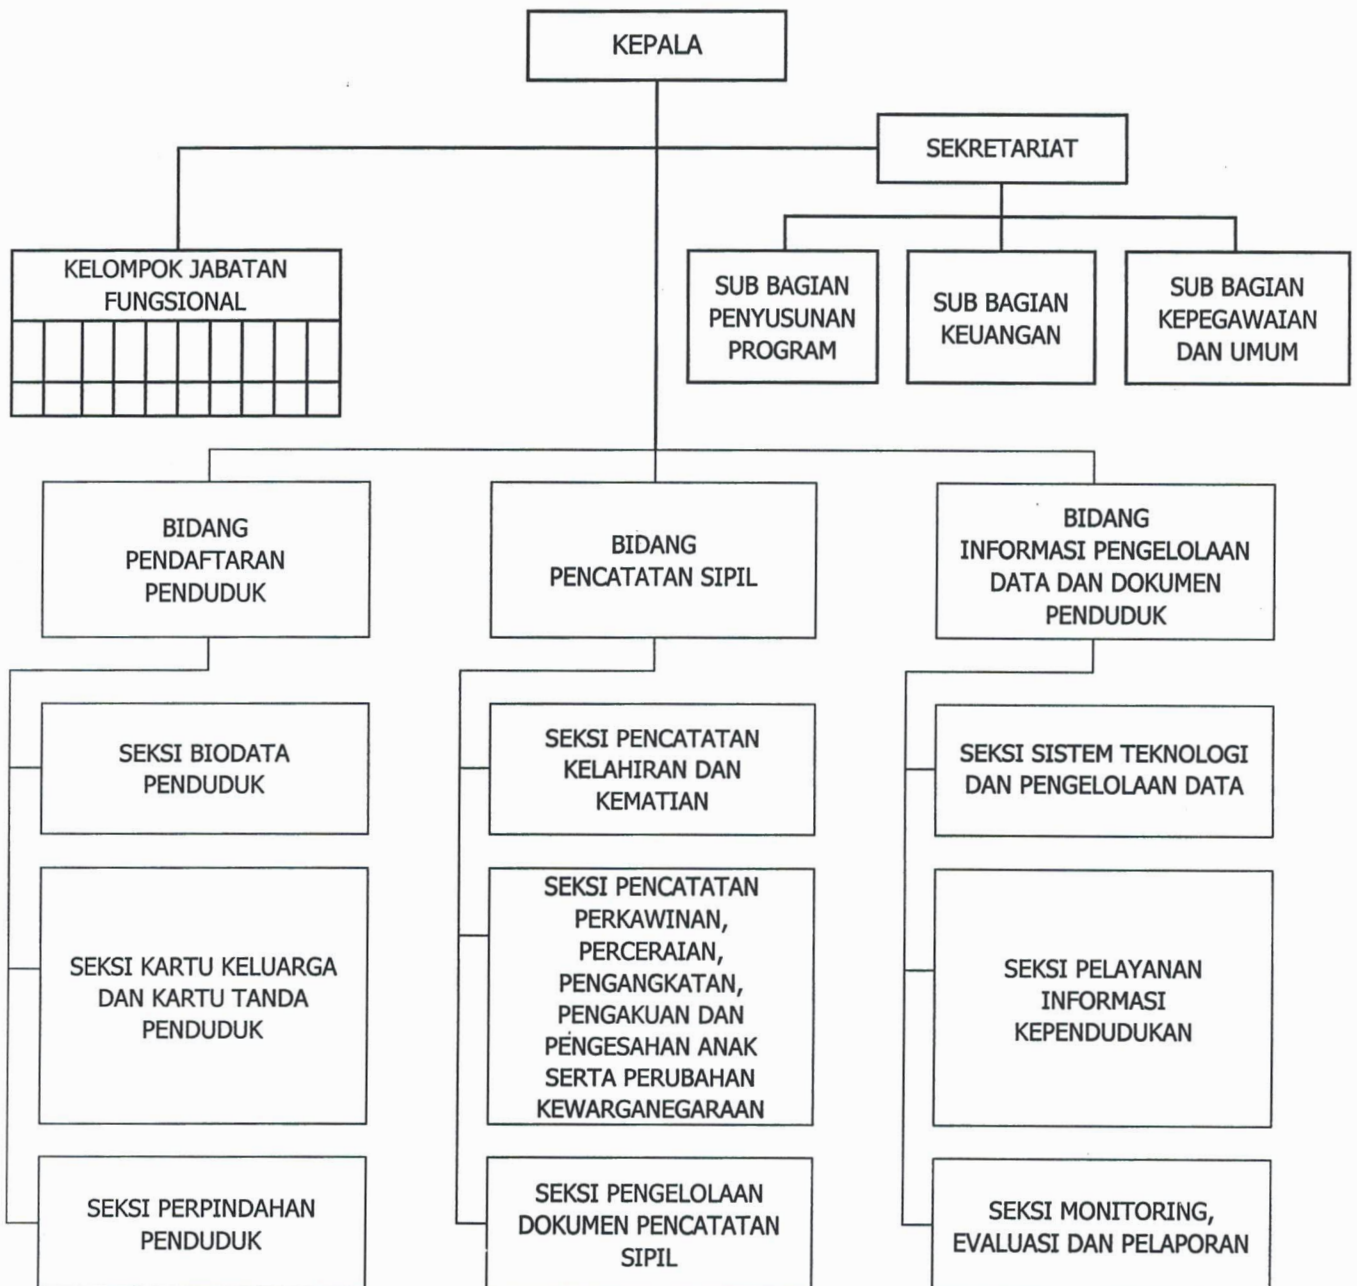 KEPALA
SEKRETARIAT
KELOMPOK JABATAN
FUNGSIONAL
SUB BAGIAN
PENYUSUNAN
PROGRAM
SUB BAGIAN
KEUANGAN
SUB BAGIAN
KEPEGAWAIAN
DAN UMUM
BIDANG
PENDAFTARAN
PENDUDUK
BIDANG
PENCATATAN SIPIL
BIDANG
INFORMASI PENGELOLAAN
DATA DAN DOKUMEN
PENDUDUK
SEKSI BIODATA
PENDUDUK
SEKSI PENCATATAN
KELAHIRAN DAN
KEMATIAN
SEKSI SISTEM TEKNOLOGI
DAN PENGELOLAAN DATA
SEKSI KARTU KELUARGA
DAN KARTU TANDA
PENDUDUK
SEKSI PENCATATAN
PERKAWINAN,
PERCERAIAN,
PENGANGKATAN,
PENGAKUAN DAN
PENGESAHAN ANAK
SERTA PERUBAHAN
KEWARGANEGARAAN
SEKSI PELAYANAN
INFORMASI
KEPENDUDUKAN
SEKSI PERPINDAHAN
PENDUDUK
SEKSI PENGELOLAAN
DOKUMEN PENCATATAN
SIPIL
SEKSI MONITORING,
EVALUASI DAN PELAPORAN